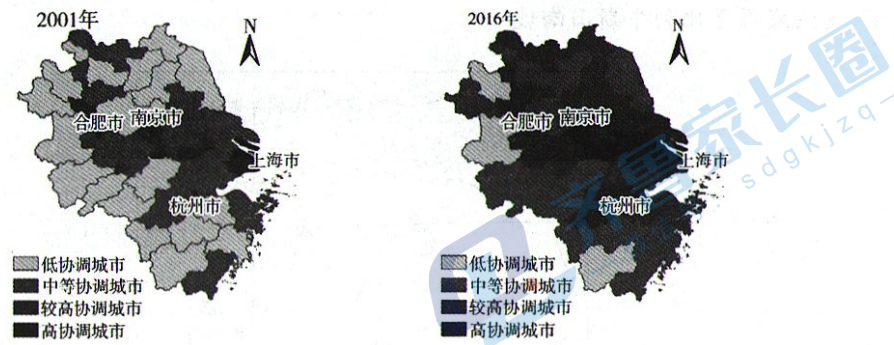 2001年
N
合肥市
南京市
上海市
杭州市
低协调城市
中等协调城市
较高协调城市
高协调城市
2016年
N
合肥市
南京市
上海市
杭州市
低协调城市
中等协调城市
较高协调城市
高协调城市
齐鲁家长圈
sdgkjzq